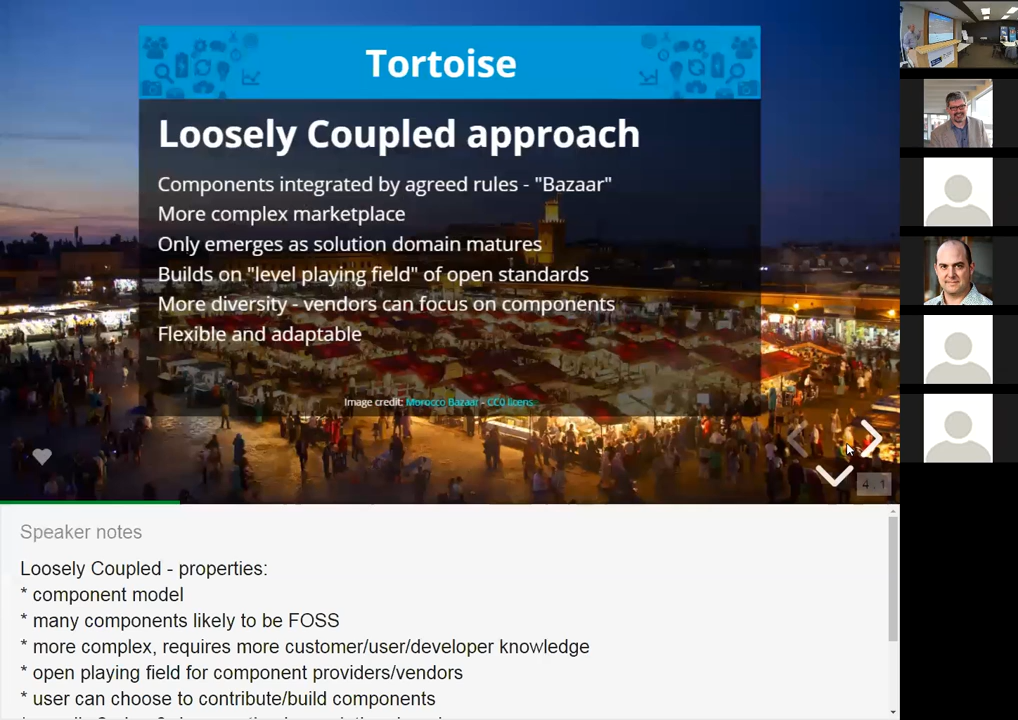 Tortoise
Loosely Coupled approach
Components integrated by agreed rules - "Bazaar"
More complex marketplace
Only emerges as solution domain matures
Builds on "level playing field" of open standards
More diversity - vendors can focus on components
Flexible and adaptable
Image credit: Morocco Bazaar - CC0 licens
4.1
Speaker notes
Loosely Coupled - properties:
* component model
* many components likely to be FOSS
* more complex, requires more customer/user/developer knowledge
* open playing field for component providers/vendors
* user can choose to contribute/build components